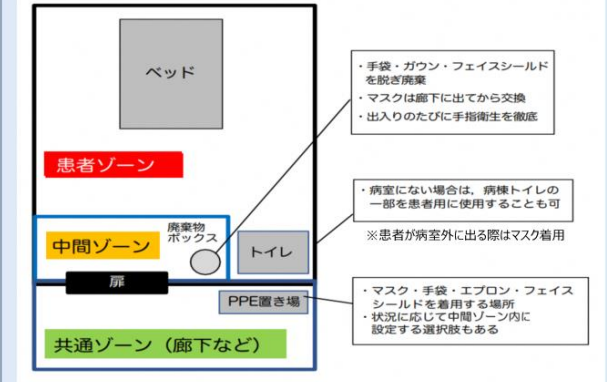 ベッド
・手袋・ガウン・フェイスシールド
を脱ぎ廃棄
・マスクは廊下に出てから交換
・出入りのたびに手指衛生を徹底
患者ゾーン
・病室にない場合は，病棟トイレの
一部を患者用に使用することも可
※患者が病室外に出る際はマスク着用
中間ゾーン
廃棄物
ボックス
トイレ
扉
PPE置き場
・マスク・手袋・エプロン・フェイス
シールドを着用する場所
・状況に応じて中間ゾーン内に
設定する選択肢もある
共通ゾーン（廊下など）